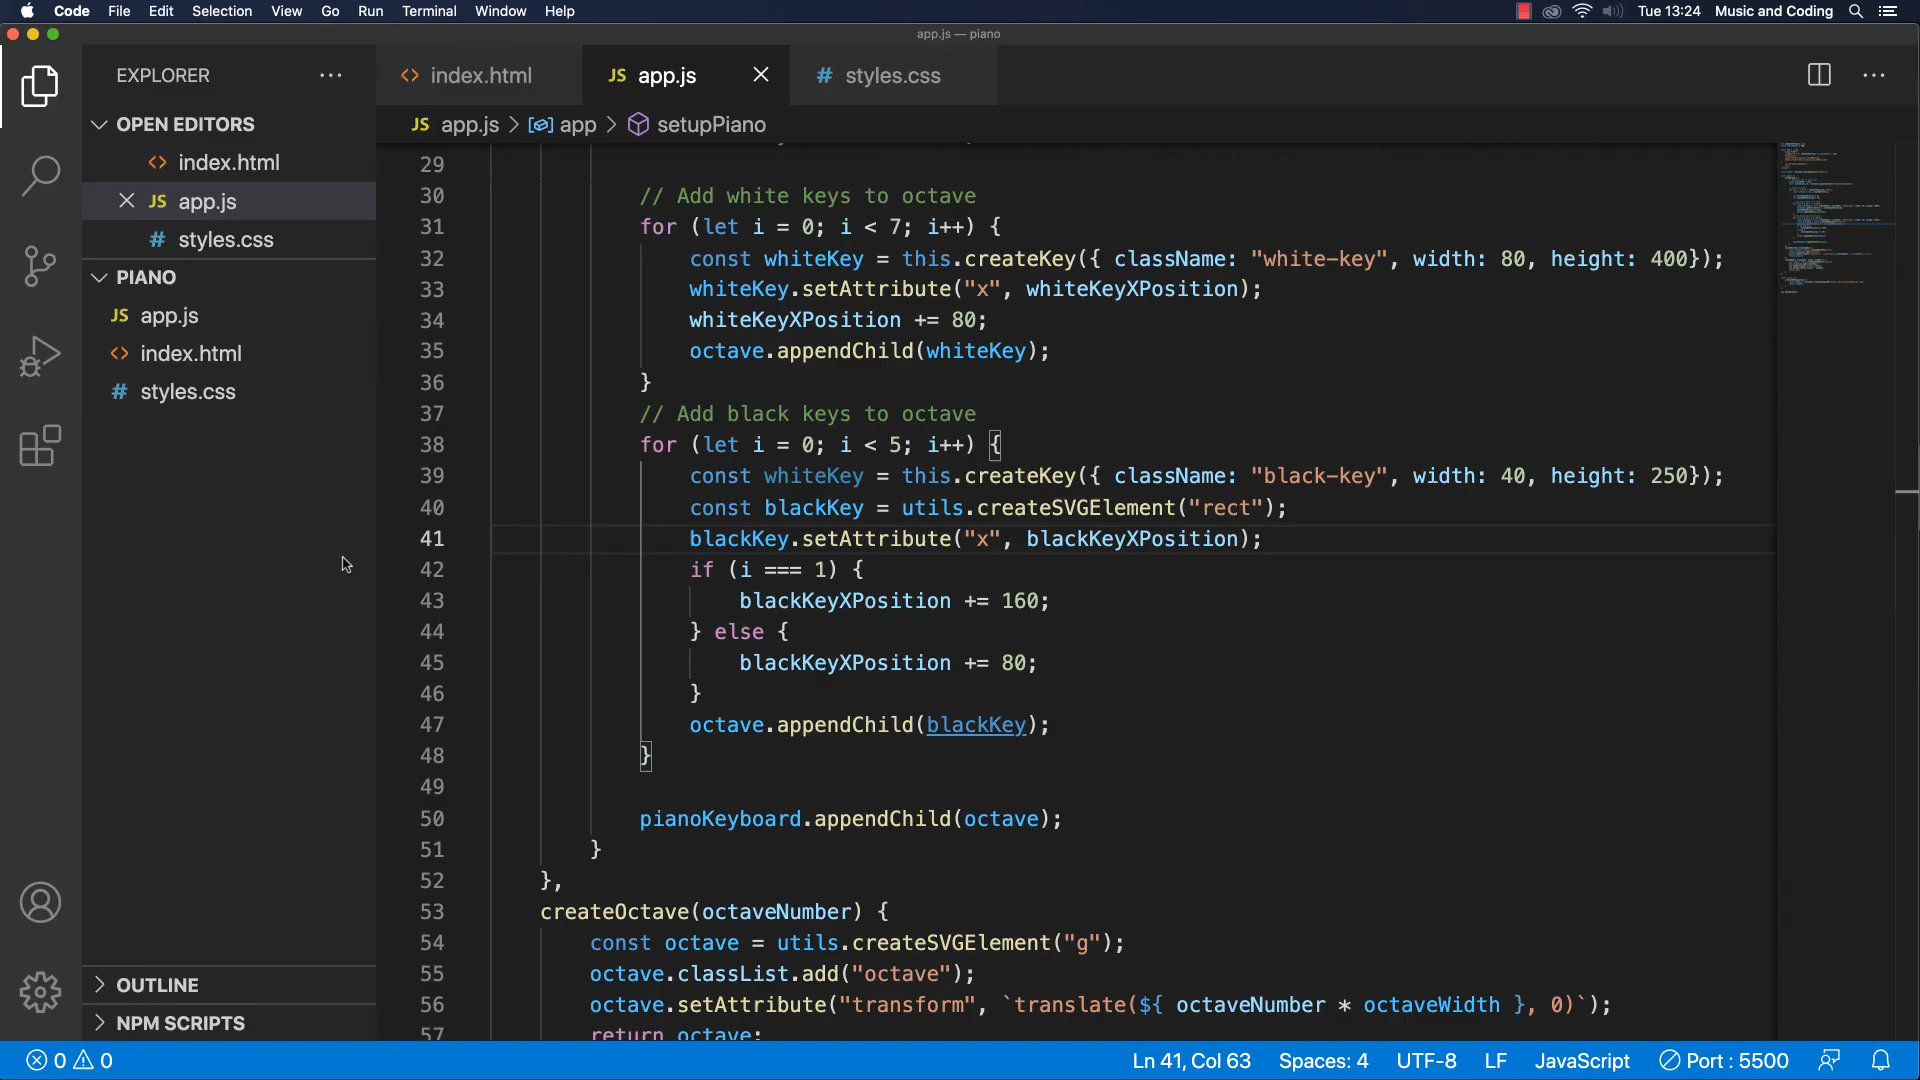 Code File Edit Selection View Go Run Terminal Window Help Tue 13:24 Music and Coding
app.js — piano
EXPLORER
OPEN EDITORS
index.html
JS app.js
# styles.css
PIANO
JS app.js
index.html
# styles.css
OUTLINE
NPM SCRIPTS
index.html JS app.js # styles.css
JS app.js > app > setupPiano
29
30 // Add white keys to octave
31 for (let i = 0; i < 7; i++) {
32 const whiteKey = this.createKey({ className: "white-key", width: 80, height: 400});
33 whiteKey.setAttribute("x", whiteKeyXPosition);
34 whiteKeyXPosition += 80;
35 octave.appendChild(whiteKey);
36 }
37 // Add black keys to octave
38 for (let i = 0; i < 5; i++) {
39 const whiteKey = this.createKey({ className: "black-key", width: 40, height: 250});
40 const blackKey = utils.createSVGElement("rect");
41 blackKey.setAttribute("x", blackKeyXPosition);
42 if (i === 1) {
43 blackKeyXPosition += 160;
44 } else {
45 blackKeyXPosition += 80;
46 }
47 octave.appendChild(blackKey);
48 }
49
50 pianoKeyboard.appendChild(octave);
51 }
52 },
53 createOctave(octaveNumber) {
54 const octave = utils.createSVGElement("g");
55 octave.classList.add("octave");
56 octave.setAttribute("transform", `translate(${ octaveNumber * octaveWidth }, 0)`);
57 return octave;
0 0 Ln 41, Col 63 Spaces: 4 UTF-8 LF JavaScript Port : 5500